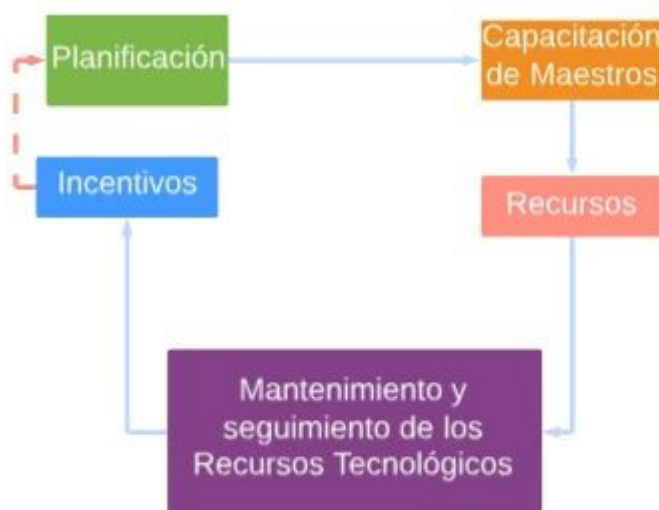 Planificación
Capacitación
de Maestros
Incentivos
Recursos
Mantenimiento y
seguimiento de los
Recursos Tecnológicos